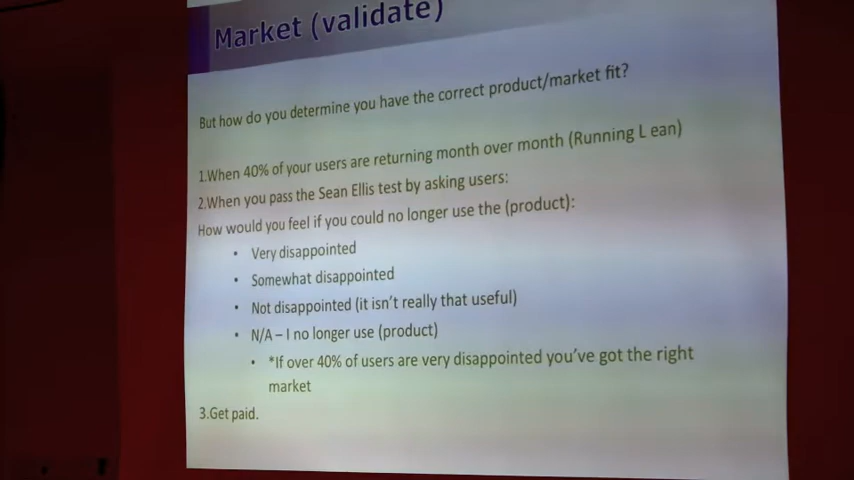 Market (validate)
But how do you determine you have the correct product/market fit?
1.When 40% of your users are returning month over month (Running L ean)
2.When you pass the Sean Ellis test by asking users:
How would you feel if you could no longer use the (product):
• Very disappointed
• Somewhat disappointed
• Not disappointed (it isn't really that useful)
• N/A – I no longer use (product)
• *If over 40% of users are very disappointed you've got the right
market
3.Get paid.